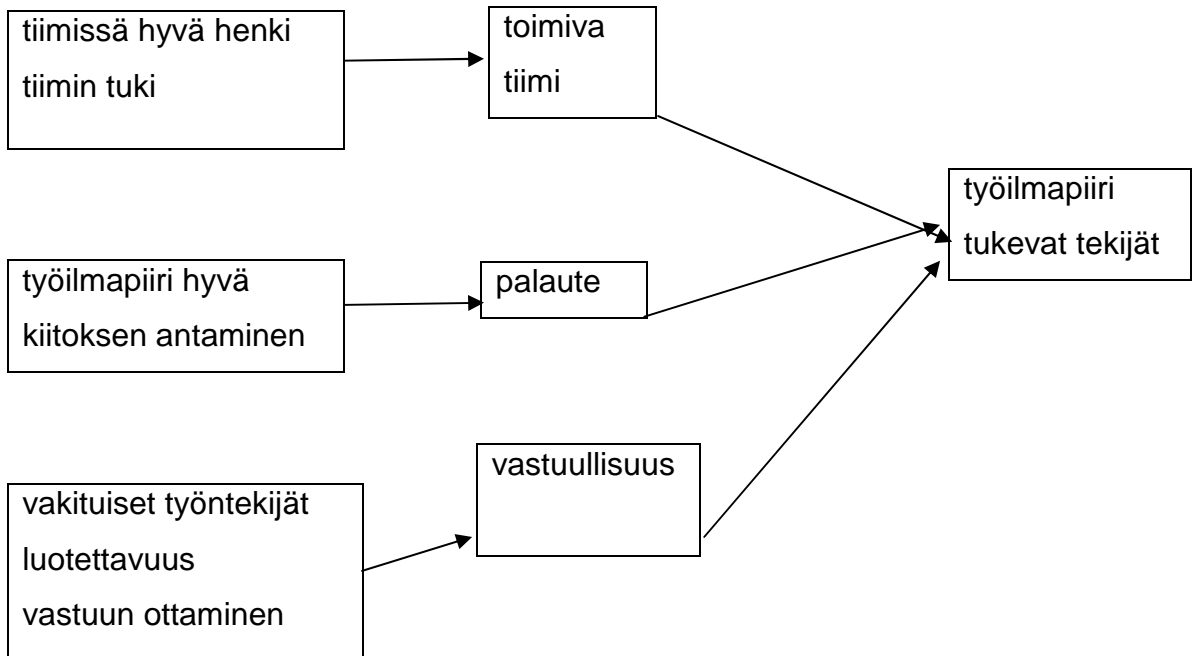 tiimissä hyvä henki
tiimin tuki
toimiva
tiimi
työilmapiiri
tukevat tekijät
työilmapiiri hyvä
kiitoksen antaminen
palaute
vakituiset työntekijät
luotettavuus
vastuun ottaminen
vastuullisuus